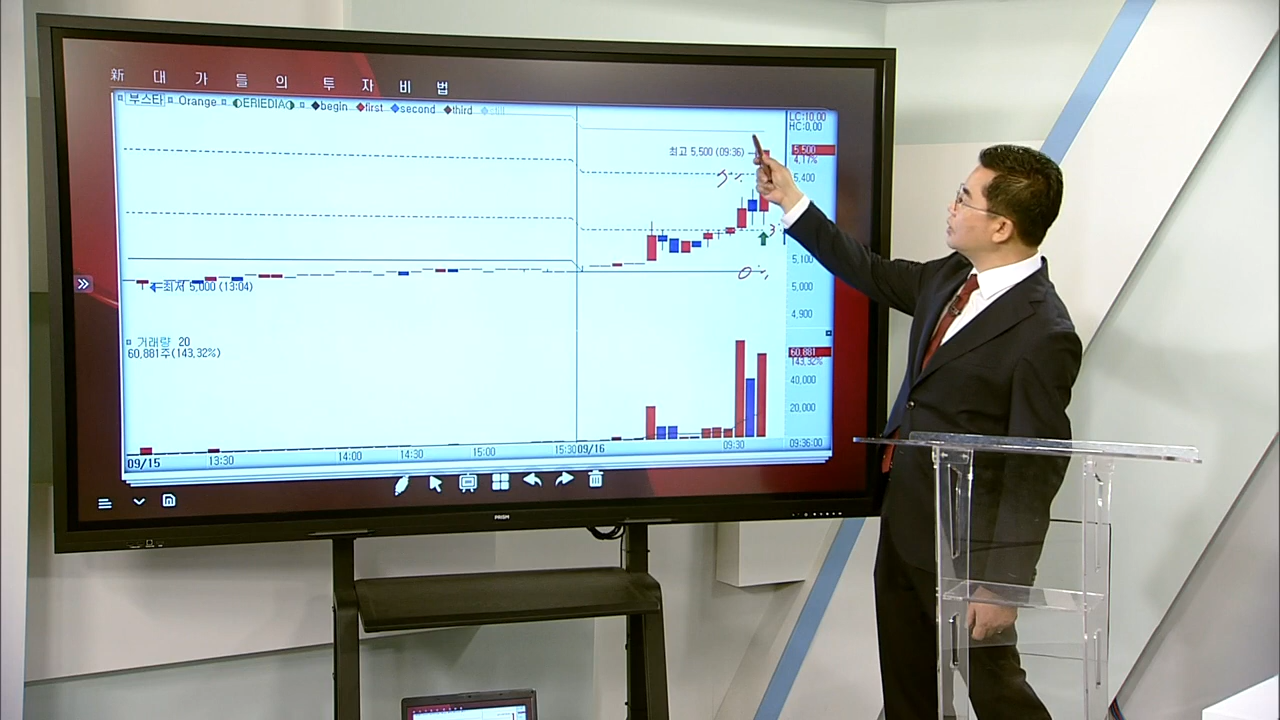 新 대 가 들 의 투 자 비 법
부스타 Orange ERIEDIA begin first second third
LC:10,00
HC:0,00
최고 5,500 (09:36)
5,500
4,17%
5,400
5%
3%
0%
5,100
5,000
4,900
최저 5,000 (13:04)
거래량 20
60,881주(143,32%)
60,881
143,32%
40,000
20,000
09/15 13:30 14:00 14:30 15:00 15:30 09/16 09:30 09:36:00
PRISM